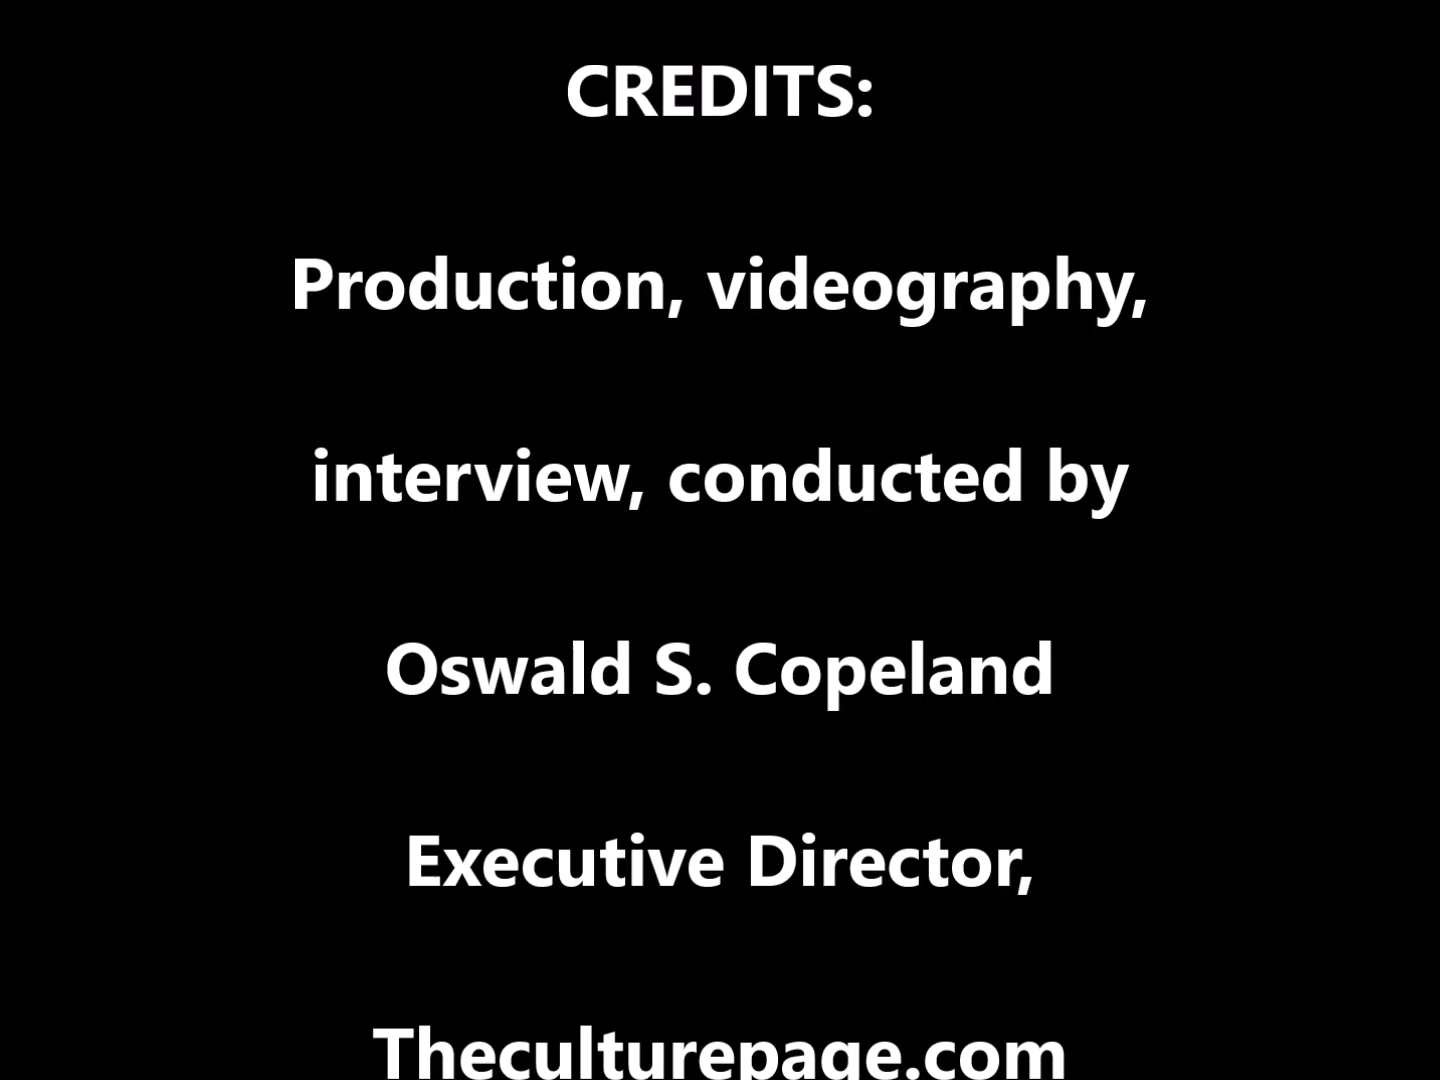 CREDITS:
Production, videography,
interview, conducted by
Oswald S. Copeland
Executive Director,
Theculturepage.com